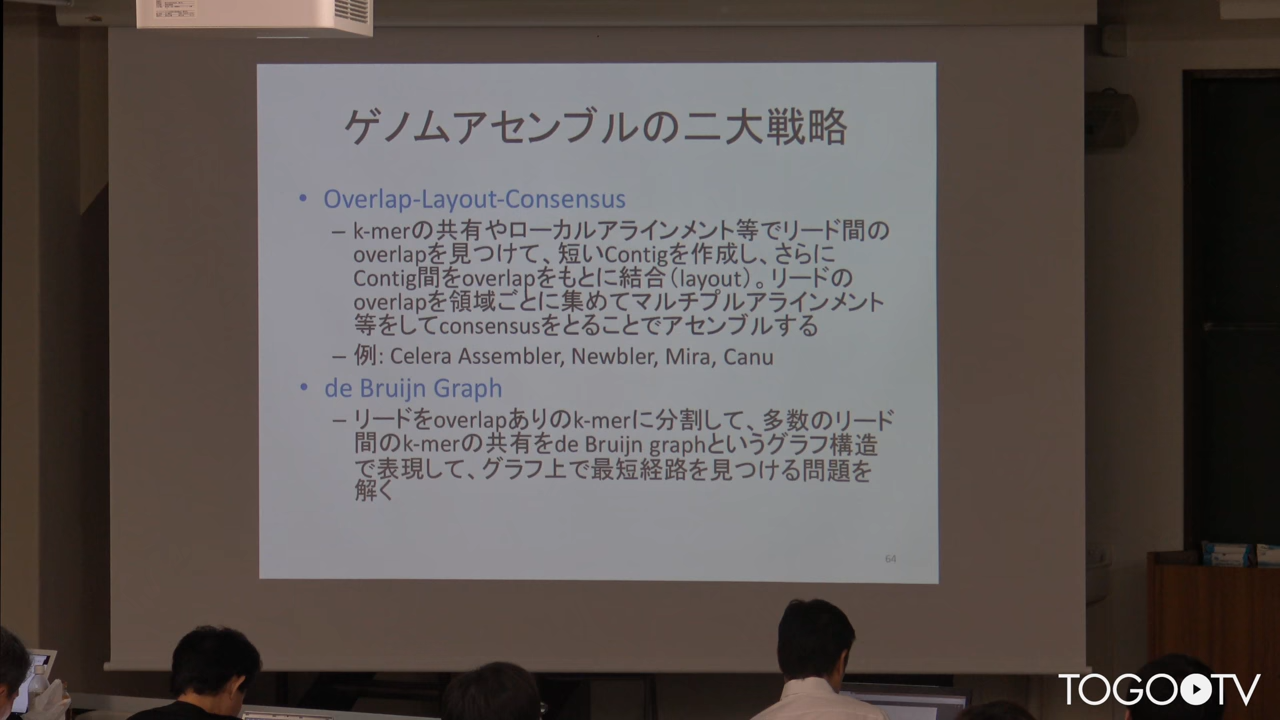 ゲノムアセンブルの二大戦略
• Overlap-Layout-Consensus
– k-merの共有やローカルアラインメント等でリード間の
overlapを見つけて、短いContigを作成し、さらに
Contig間をoverlapをもとに結合（layout）。リードの
overlapを領域ごとに集めてマルチプルアラインメント
等をしてconsensusをとることでアセンブルする
– 例: Celera Assembler, Newbler, Mira, Canu
• de Bruijn Graph
– リードをoverlapありのk-merに分割して、多数のリード
間のk-merの共有をde Bruijn graphというグラフ構造
で表現して、グラフ上で最短経路を見つける問題を
解く
64
TOGO TV